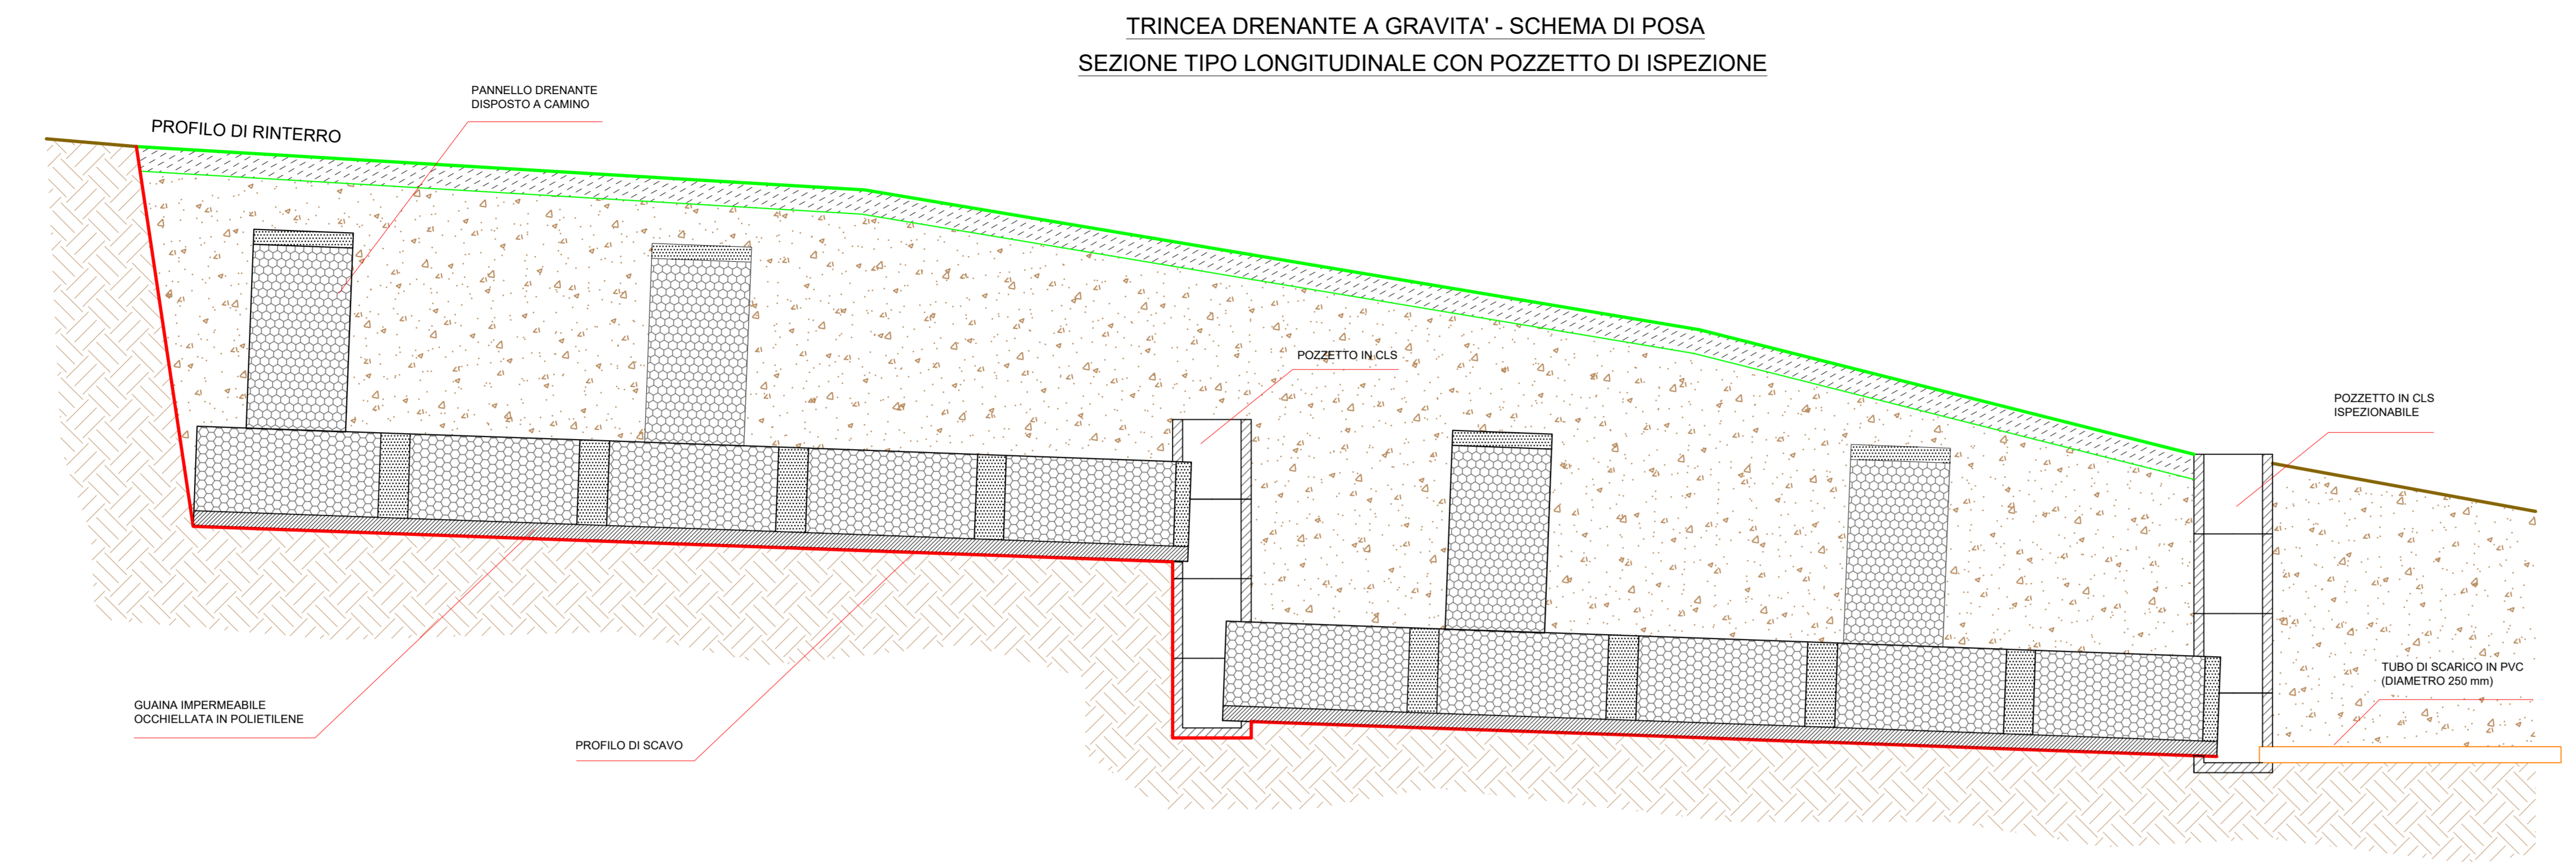 TRINCEA DRENANTE A GRAVITA' - SCHEMA DI POSA
SEZIONE TIPO LONGITUDINALE CON POZZETTO DI ISPEZIONE
PANNELLO DRENANTE
DISPOSTO A CAMINO
PROFILO DI RINTERRO
POZZETTO IN CLS
POZZETTO IN CLS
ISPEZIONABILE
TUBO DI SCARICO IN PVC
(DIAMETRO 250 mm)
GUAINA IMPERMEABILE
OCCHIELLATA IN POLIETILENE
PROFILO DI SCAVO